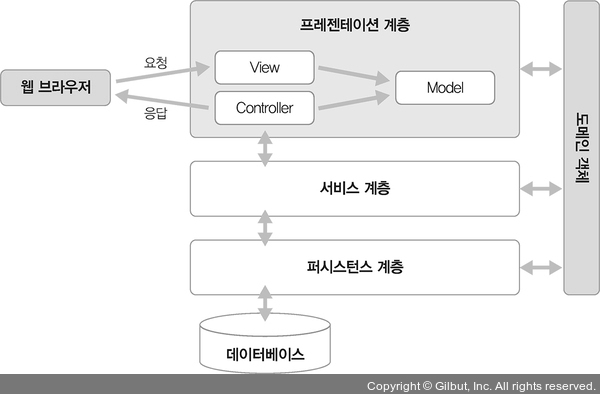 프레젠테이션 계층
요청
View
Model
웹 브라우저
Controller
응답
도메인 객체
서비스 계층
퍼시스턴스 계층
데이터베이스
Copyright © Gilbut, Inc. All rights reserved.